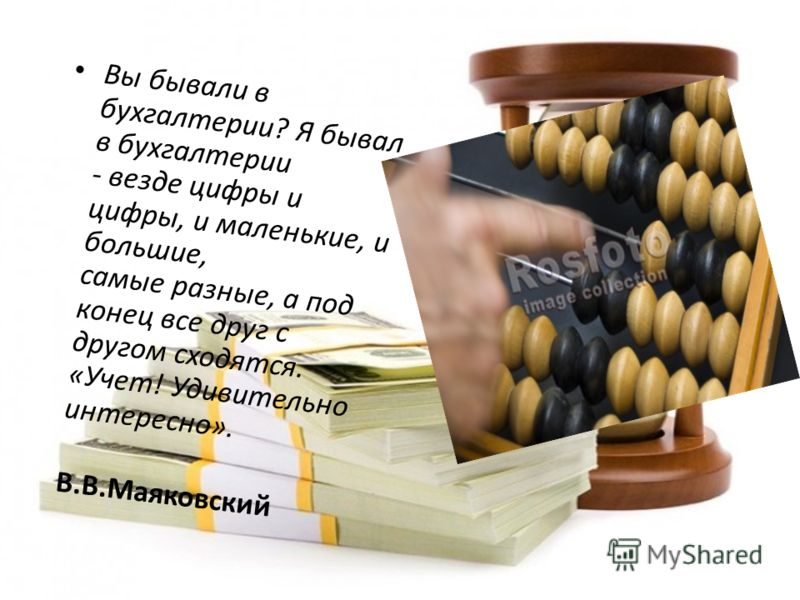 • Вы бывали в
бухгалтерии? Я бывал
в бухгалтерии
- везде цифры и
цифры, и маленькие, и
большие,
самые разные, а под
конец все друг с
другом сходятся.
«Учет! Удивительно
интересно».
В.В.Маяковский
Rosfoto
image collection
MyShared